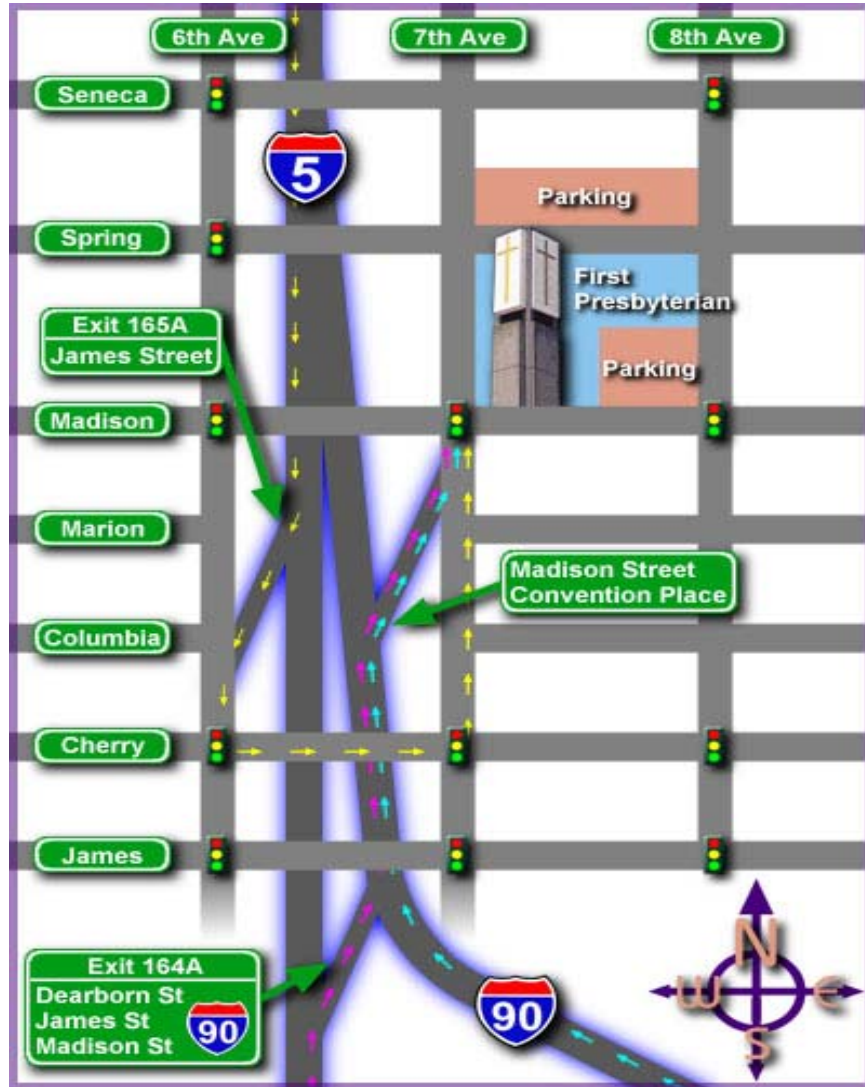 6th Ave
7th Ave
8th Ave
Seneca
5
Parking
Spring
First
Presbyterian
Exit 165A
James Street
Parking
Madison
Marion
Madison Street
Convention Place
Columbia
Cherry
James
N
W
E
S
Exit 164A
Dearborn St
James St
Madison St
90
90